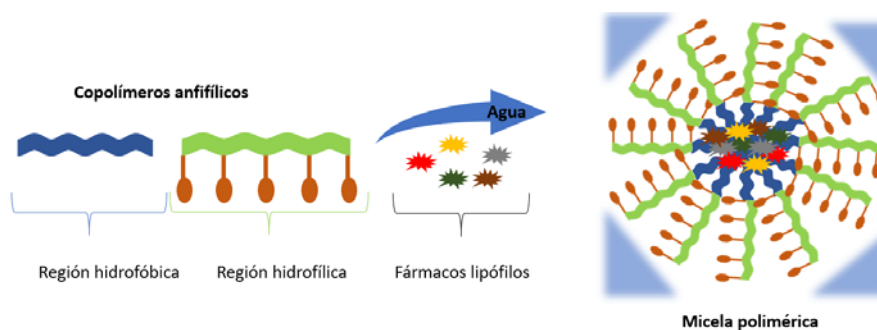 Copolímeros anfifílicos
Agua
Región hidrofóbica
Región hidrofílica
Fármacos lipófilos
Micela polimérica